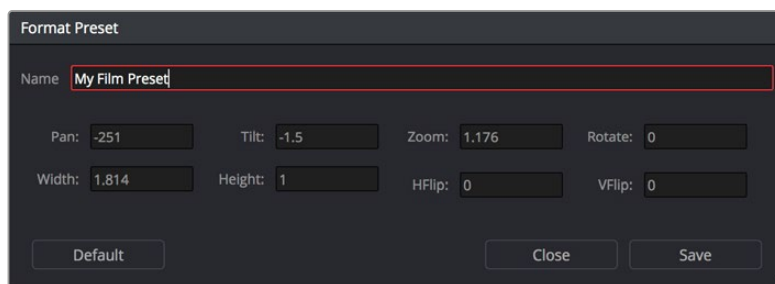 Format Preset
Name My Film Preset
Pan: -251 Tilt: -1.5 Zoom: 1.176 Rotate: 0
Width: 1.814 Height: 1 HFlip: 0 VFlip: 0
Default Close Save